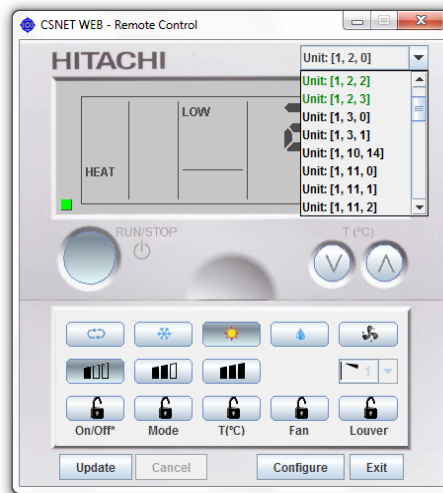 CSNET WEB - Remote Control
HITACHI
Unit: [1, 2, 0]
Unit: [1, 2, 2]
Unit: [1, 2, 3]
Unit: [1, 3, 0]
Unit: [1, 3, 1]
Unit: [1, 10, 14]
Unit: [1, 11, 0]
Unit: [1, 11, 1]
Unit: [1, 11, 2]
LOW
HEAT
RUN/STOP
T (ºC)
1
On/Off* Mode T(ºC) Fan Louver
Update Cancel Configure Exit